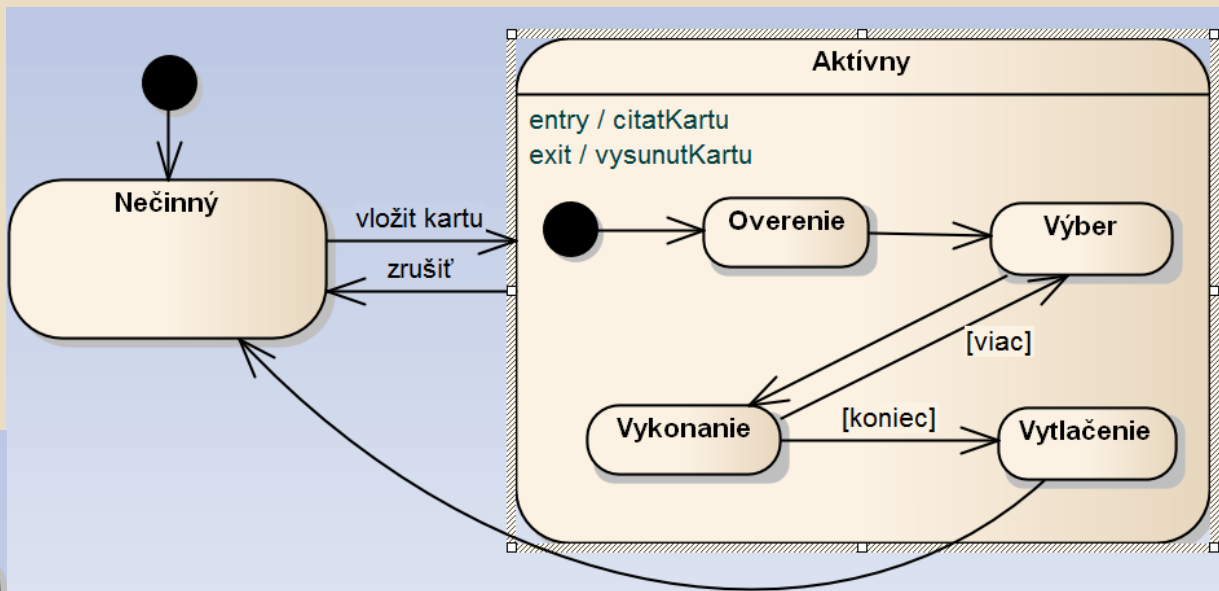 Aktívny
entry / citatKartu
exit / vysunutKartu
Nečinný
vložit kartu
zrušiť
Overenie
Výber
[viac]
Vykonanie
[koniec]
Vytlačenie